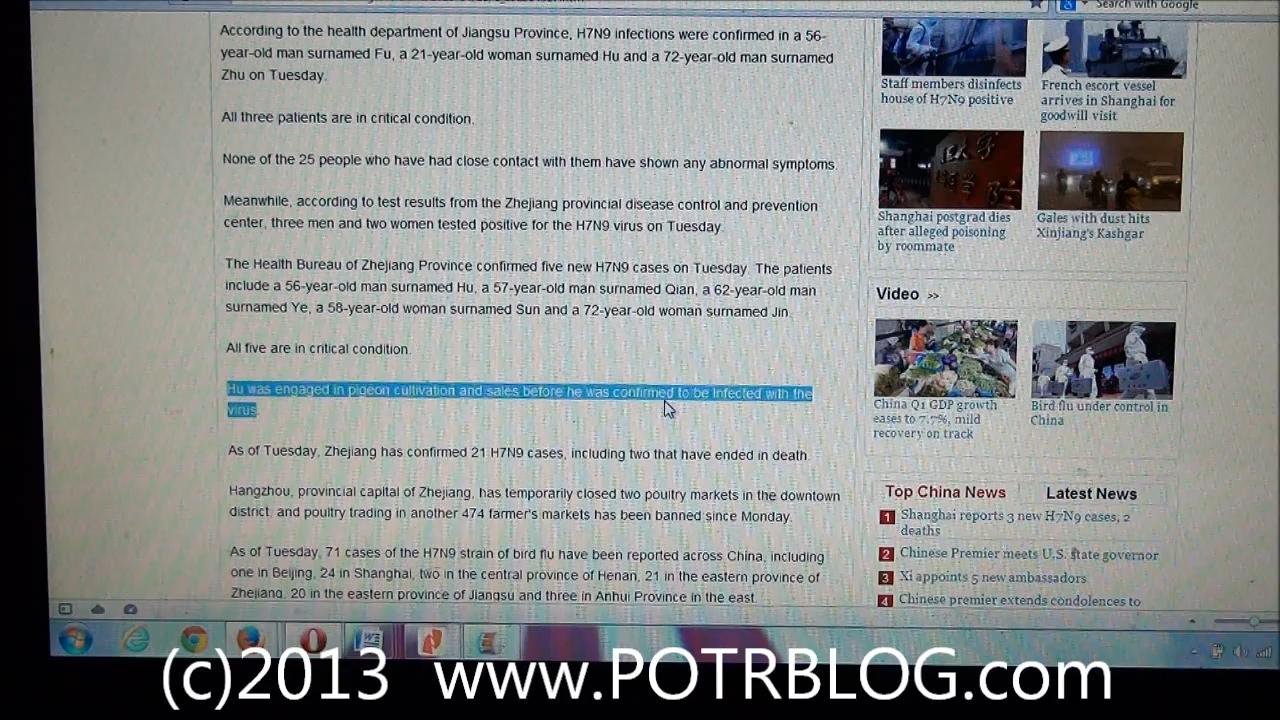 Search with Google
According to the health department of Jiangsu Province, H7N9 infections were confirmed in a 56-
year-old man surnamed Fu, a 21-year-old woman surnamed Hu and a 72-year-old man surnamed
Zhu on Tuesday.
All three patients are in critical condition.
None of the 25 people who have had close contact with them have shown any abnormal symptoms.
Meanwhile, according to test results from the Zhejiang provincial disease control and prevention
center, three men and two women tested positive for the H7N9 virus on Tuesday.
The Health Bureau of Zhejiang Province confirmed five new H7N9 cases on Tuesday. The patients
include a 56-year-old man surnamed Hu, a 57-year-old man surnamed Qian, a 62-year-old man
surnamed Ye, a 58-year-old woman surnamed Sun and a 72-year-old woman surnamed Jin.
All five are in critical condition.
Hu was engaged in pigeon cultivation and sales before he was confirmed to be infected with the
virus.
As of Tuesday, Zhejiang has confirmed 21 H7N9 cases, including two that have ended in death.
Hangzhou, provincial capital of Zhejiang, has temporarily closed two poultry markets in the downtown
district, and poultry trading in another 474 farmer's markets has been banned since Monday.
As of Tuesday, 71 cases of the H7N9 strain of bird flu have been reported across China, including
one in Beijing, 24 in Shanghai, two in the central province of Henan, 21 in the eastern province of
Zhejiang, 20 in the eastern province of Jiangsu and three in Anhui Province in the east.
Staff members disinfects
house of H7N9 positive
French escort vessel
arrives in Shanghai for
goodwill visit
Shanghai postgrad dies
after alleged poisoning
by roommate
Gales with dust hits
Xinjiang's Kashgar
Video >>
China Q1 GDP growth
eases to 7.7%, mild
recovery on track
Bird flu under control in
China
Top China News
Latest News
1 Shanghai reports 3 new H7N9 cases, 2
deaths
2 Chinese Premier meets U.S. state governor
3 Xi appoints 5 new ambassadors
4 Chinese premier extends condolences to
(c)2013 www.POTRBLOG.com